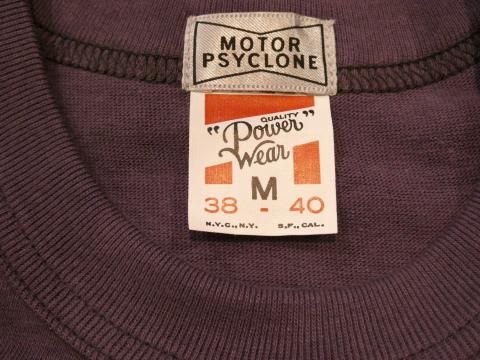 MOTOR
PSYCLONE
QUALITY
"Power
Wear"
M
38 - 40
N.Y.C., N.Y. S.F., CAL.